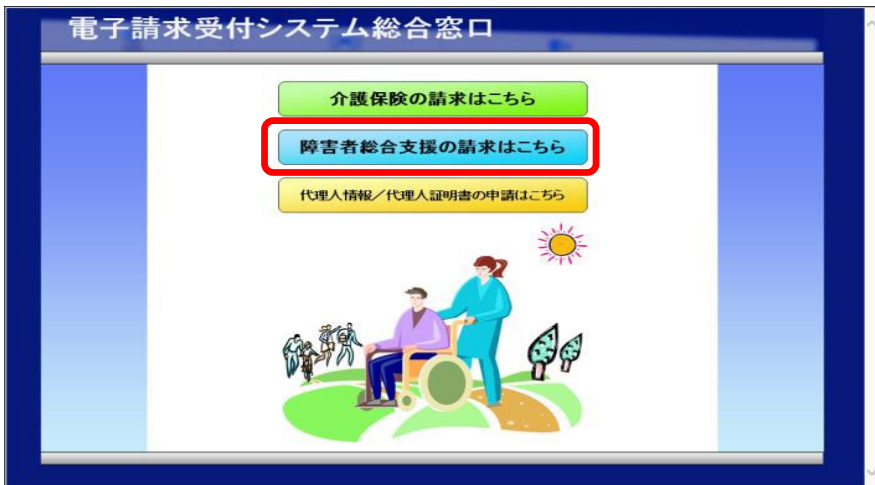 電子請求受付システム総合窓口
介護保険の請求はこちら
障害者総合支援の請求はこちら
代理人情報／代理人証明書の申請はこちら